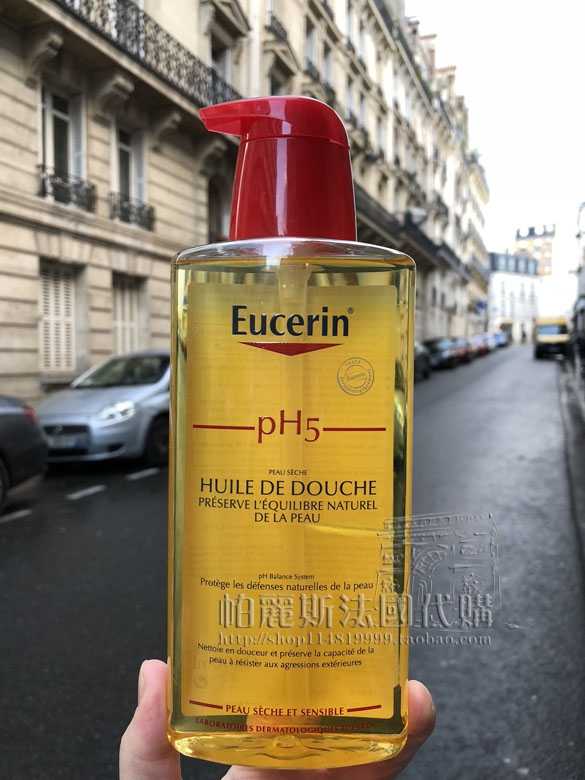 Eucerin®
Eucerin
pH5
PEAU SÈCHE
HUILE DE DOUCHE
PRÉSERVE L'ÉQUILIBRE NATUREL
DE LA PEAU
pH Balance System
Protège les défenses naturelles de la peau
帕麗斯法國代購
http://shop114819999.taobao.com
Nettoie en douceur et préserve la capacité de la
peau à résister aux agressions extérieures
PEAU SÈCHE ET SENSIBLE
LABORATOIRES DERMATOLOGIQUES EUCERIN